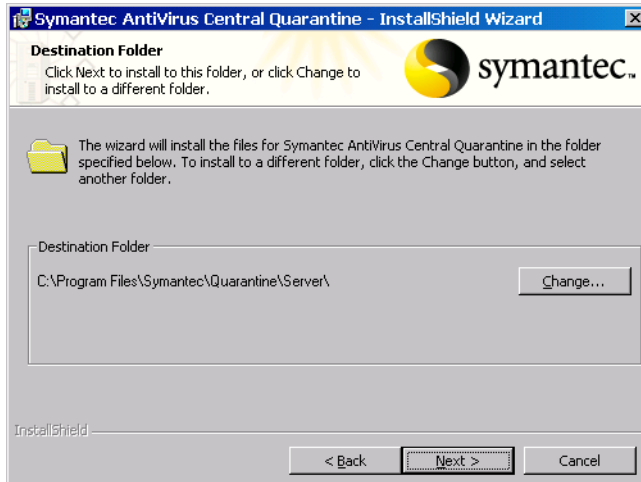 Symantec AntiVirus Central Quarantine - InstallShield Wizard
Destination Folder
Click Next to install to this folder, or click Change to
install to a different folder.
symantec™
The wizard will install the files for Symantec AntiVirus Central Quarantine in the folder
specified below. To install to a different folder, click the Change button, and select
another folder.
Destination Folder
C:\Program Files\Symantec\Quarantine\Server\
Change...
InstallShield
< Back
Next >
Cancel